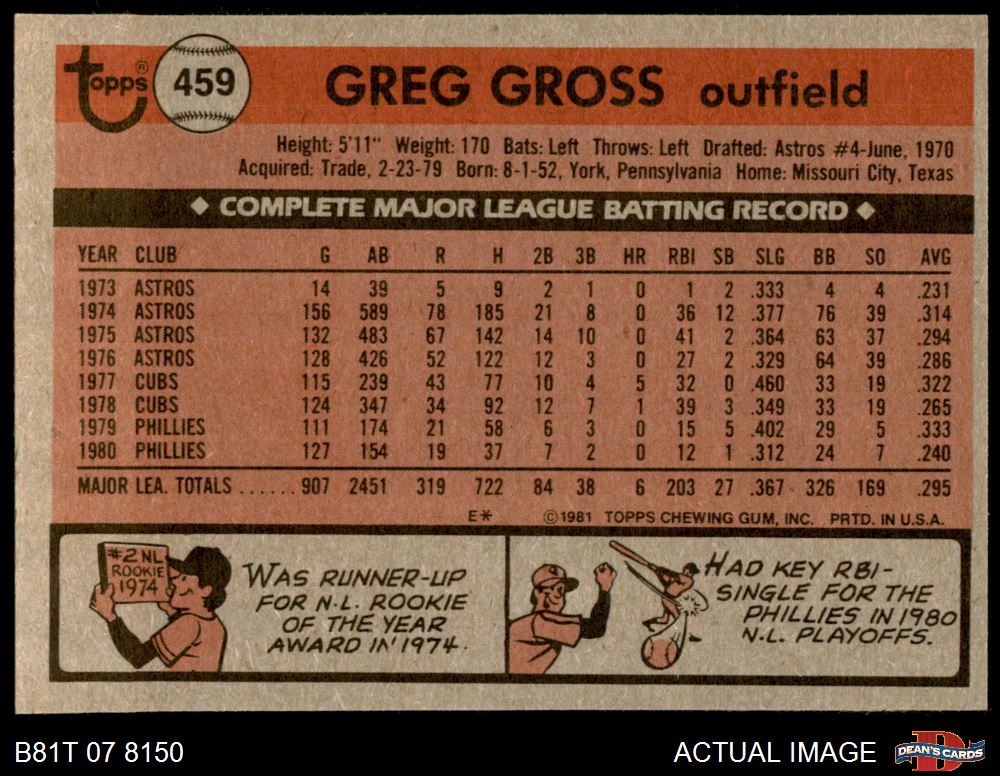 topps® 459 GREG GROSS outfield
Height: 5'11" Weight: 170 Bats: Left Throws: Left Drafted: Astros #4-June, 1970
Acquired: Trade, 2-23-79 Born: 8-1-52, York, Pennsylvania Home: Missouri City, Texas
◆ COMPLETE MAJOR LEAGUE BATTING RECORD ◆
YEAR CLUB G AB R H 2B 3B HR RBI SB SLG BB SO AVG
1973 ASTROS 14 39 5 9 2 1 0 1 2 .333 4 4 .231
1974 ASTROS 156 589 78 185 21 8 0 36 12 .377 76 39 .314
1975 ASTROS 132 483 67 142 14 10 0 41 2 .364 63 37 .294
1976 ASTROS 128 426 52 122 12 3 0 27 2 .329 64 39 .286
1977 CUBS 115 239 43 77 10 4 5 32 0 .460 33 19 .322
1978 CUBS 124 347 34 92 12 7 1 39 3 .349 33 19 .265
1979 PHILLIES 111 174 21 58 6 3 0 15 5 .402 29 5 .333
1980 PHILLIES 127 154 19 37 7 2 0 12 1 .312 24 7 .240
MAJOR LEA. TOTALS ...... 907 2451 319 722 84 38 6 203 27 .367 326 169 .295
E* ©1981 TOPPS CHEWING GUM, INC. PRTD. IN U.S.A.
#2 NL
ROOKIE
1974
WAS RUNNER-UP
FOR N.L. ROOKIE
OF THE YEAR
AWARD IN 1974.
HAD KEY RBI-
SINGLE FOR THE
PHILLIES IN 1980
N.L. PLAYOFFS.
B81T 07 8150 ACTUAL IMAGE DEAN'S CARDS